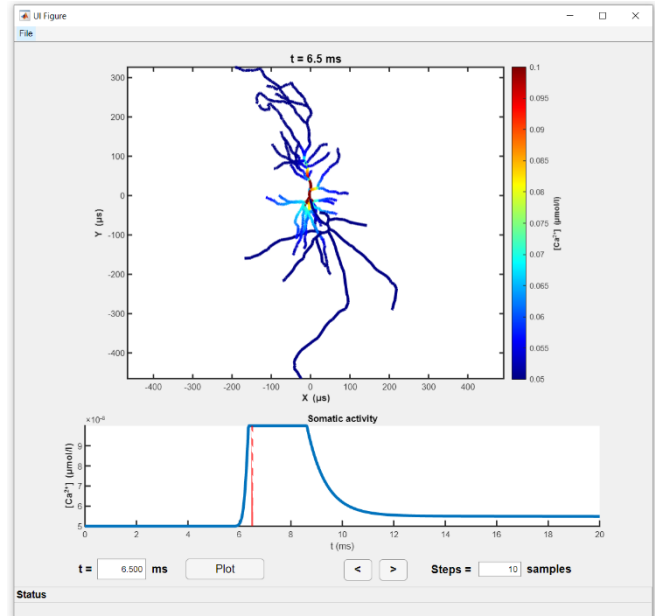 UI Figure
File
t = 6.5 ms
300
200
100
0
-100
-200
-300
-400
Y (µs)
-400 -300 -200 -100 0 100 200 300 400
X (µs)
0.1
0.095
0.09
0.085
0.08
0.075
0.07
0.065
0.06
0.055
0.05
[Ca²⁺] (µmol/l)
Somatic activity
9
8
7
6
5
[Ca²⁺] (µmol/l)
0 2 4 6 8 10 12 14 16 18 20
t (ms)
t = 6.500 ms Plot < > Steps = 10 samples
Status